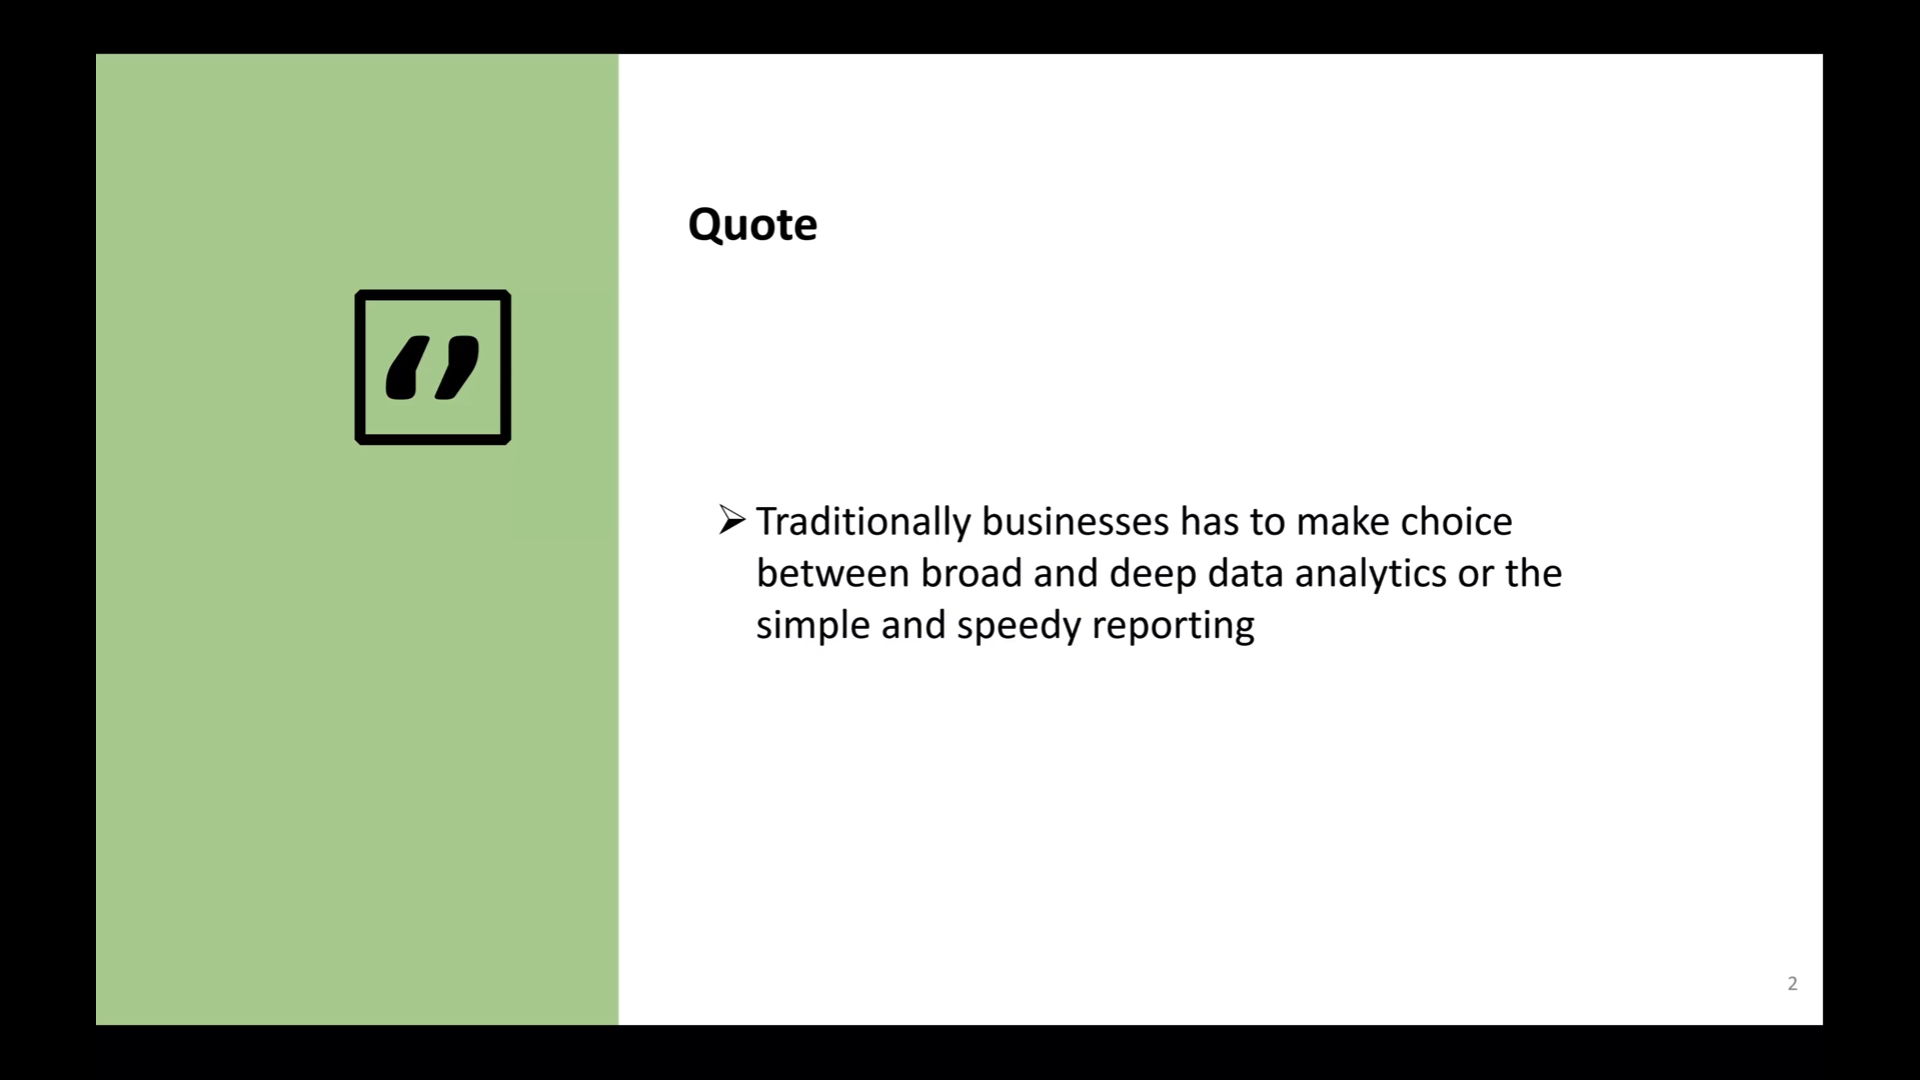 Quote
Traditionally businesses has to make choice
between broad and deep data analytics or the
simple and speedy reporting
2